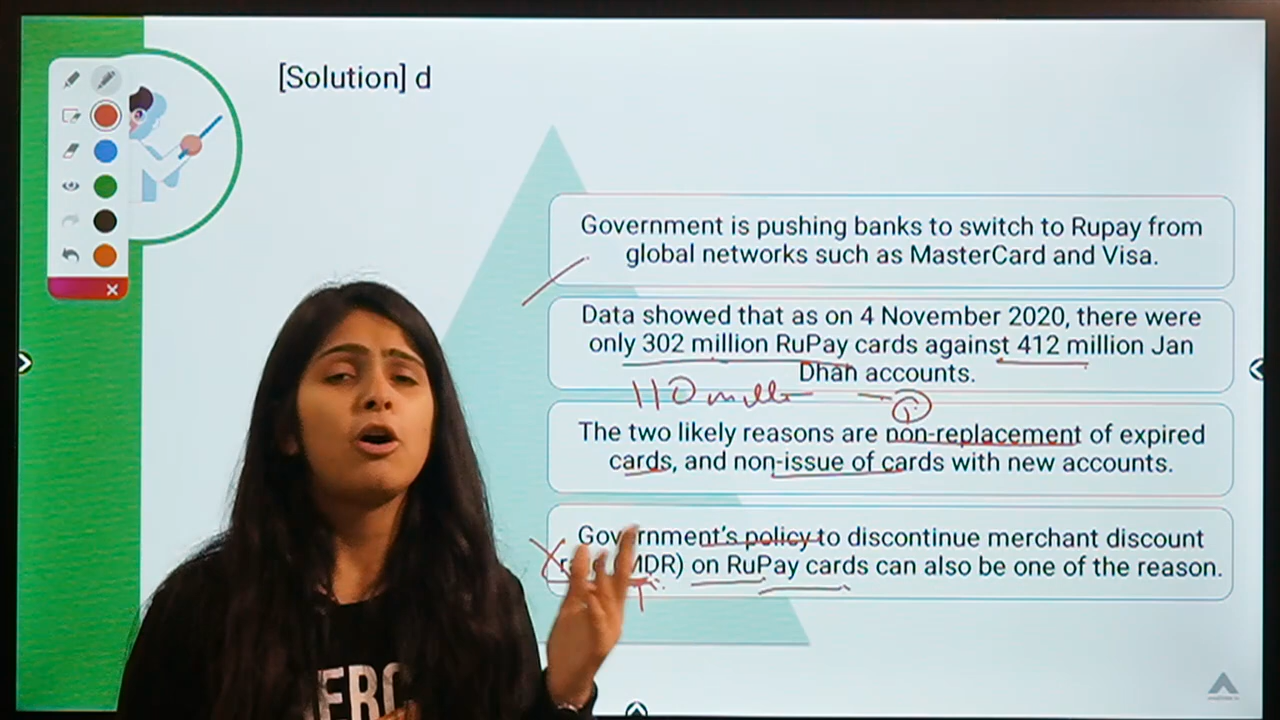 [Solution] d
Government is pushing banks to switch to Rupay from
global networks such as MasterCard and Visa.
Data showed that as on 4 November 2020, there were
only 302 million RuPay cards against 412 million Jan
Dhan accounts.
110
The two likely reasons are non-replacement of expired
cards, and non-issue of cards with new accounts.
Government's policy to discontinue merchant discount
on RuPay cards can also be one of the reason.